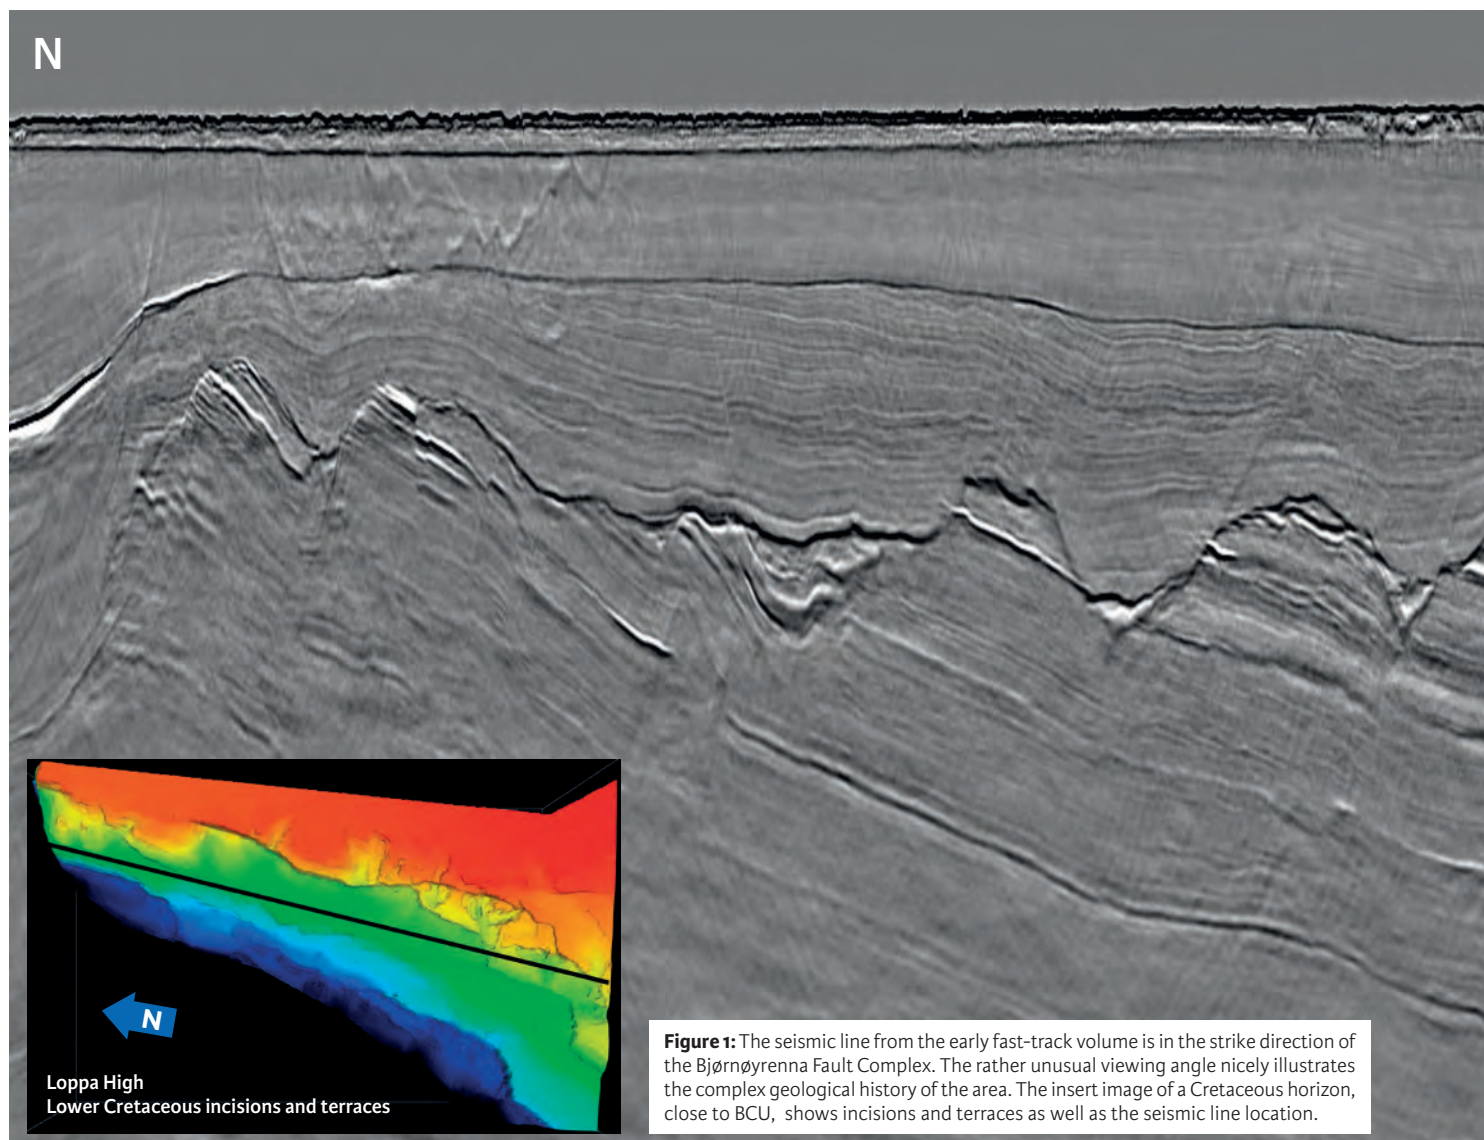 N
N
Loppa High
Lower Cretaceous incisions and terraces
Figure 1: The seismic line from the early fast-track volume is in the strike direction of
the Bjørnøyrenna Fault Complex. The rather unusual viewing angle nicely illustrates
the complex geological history of the area. The insert image of a Cretaceous horizon,
close to BCU, shows incisions and terraces as well as the seismic line location.